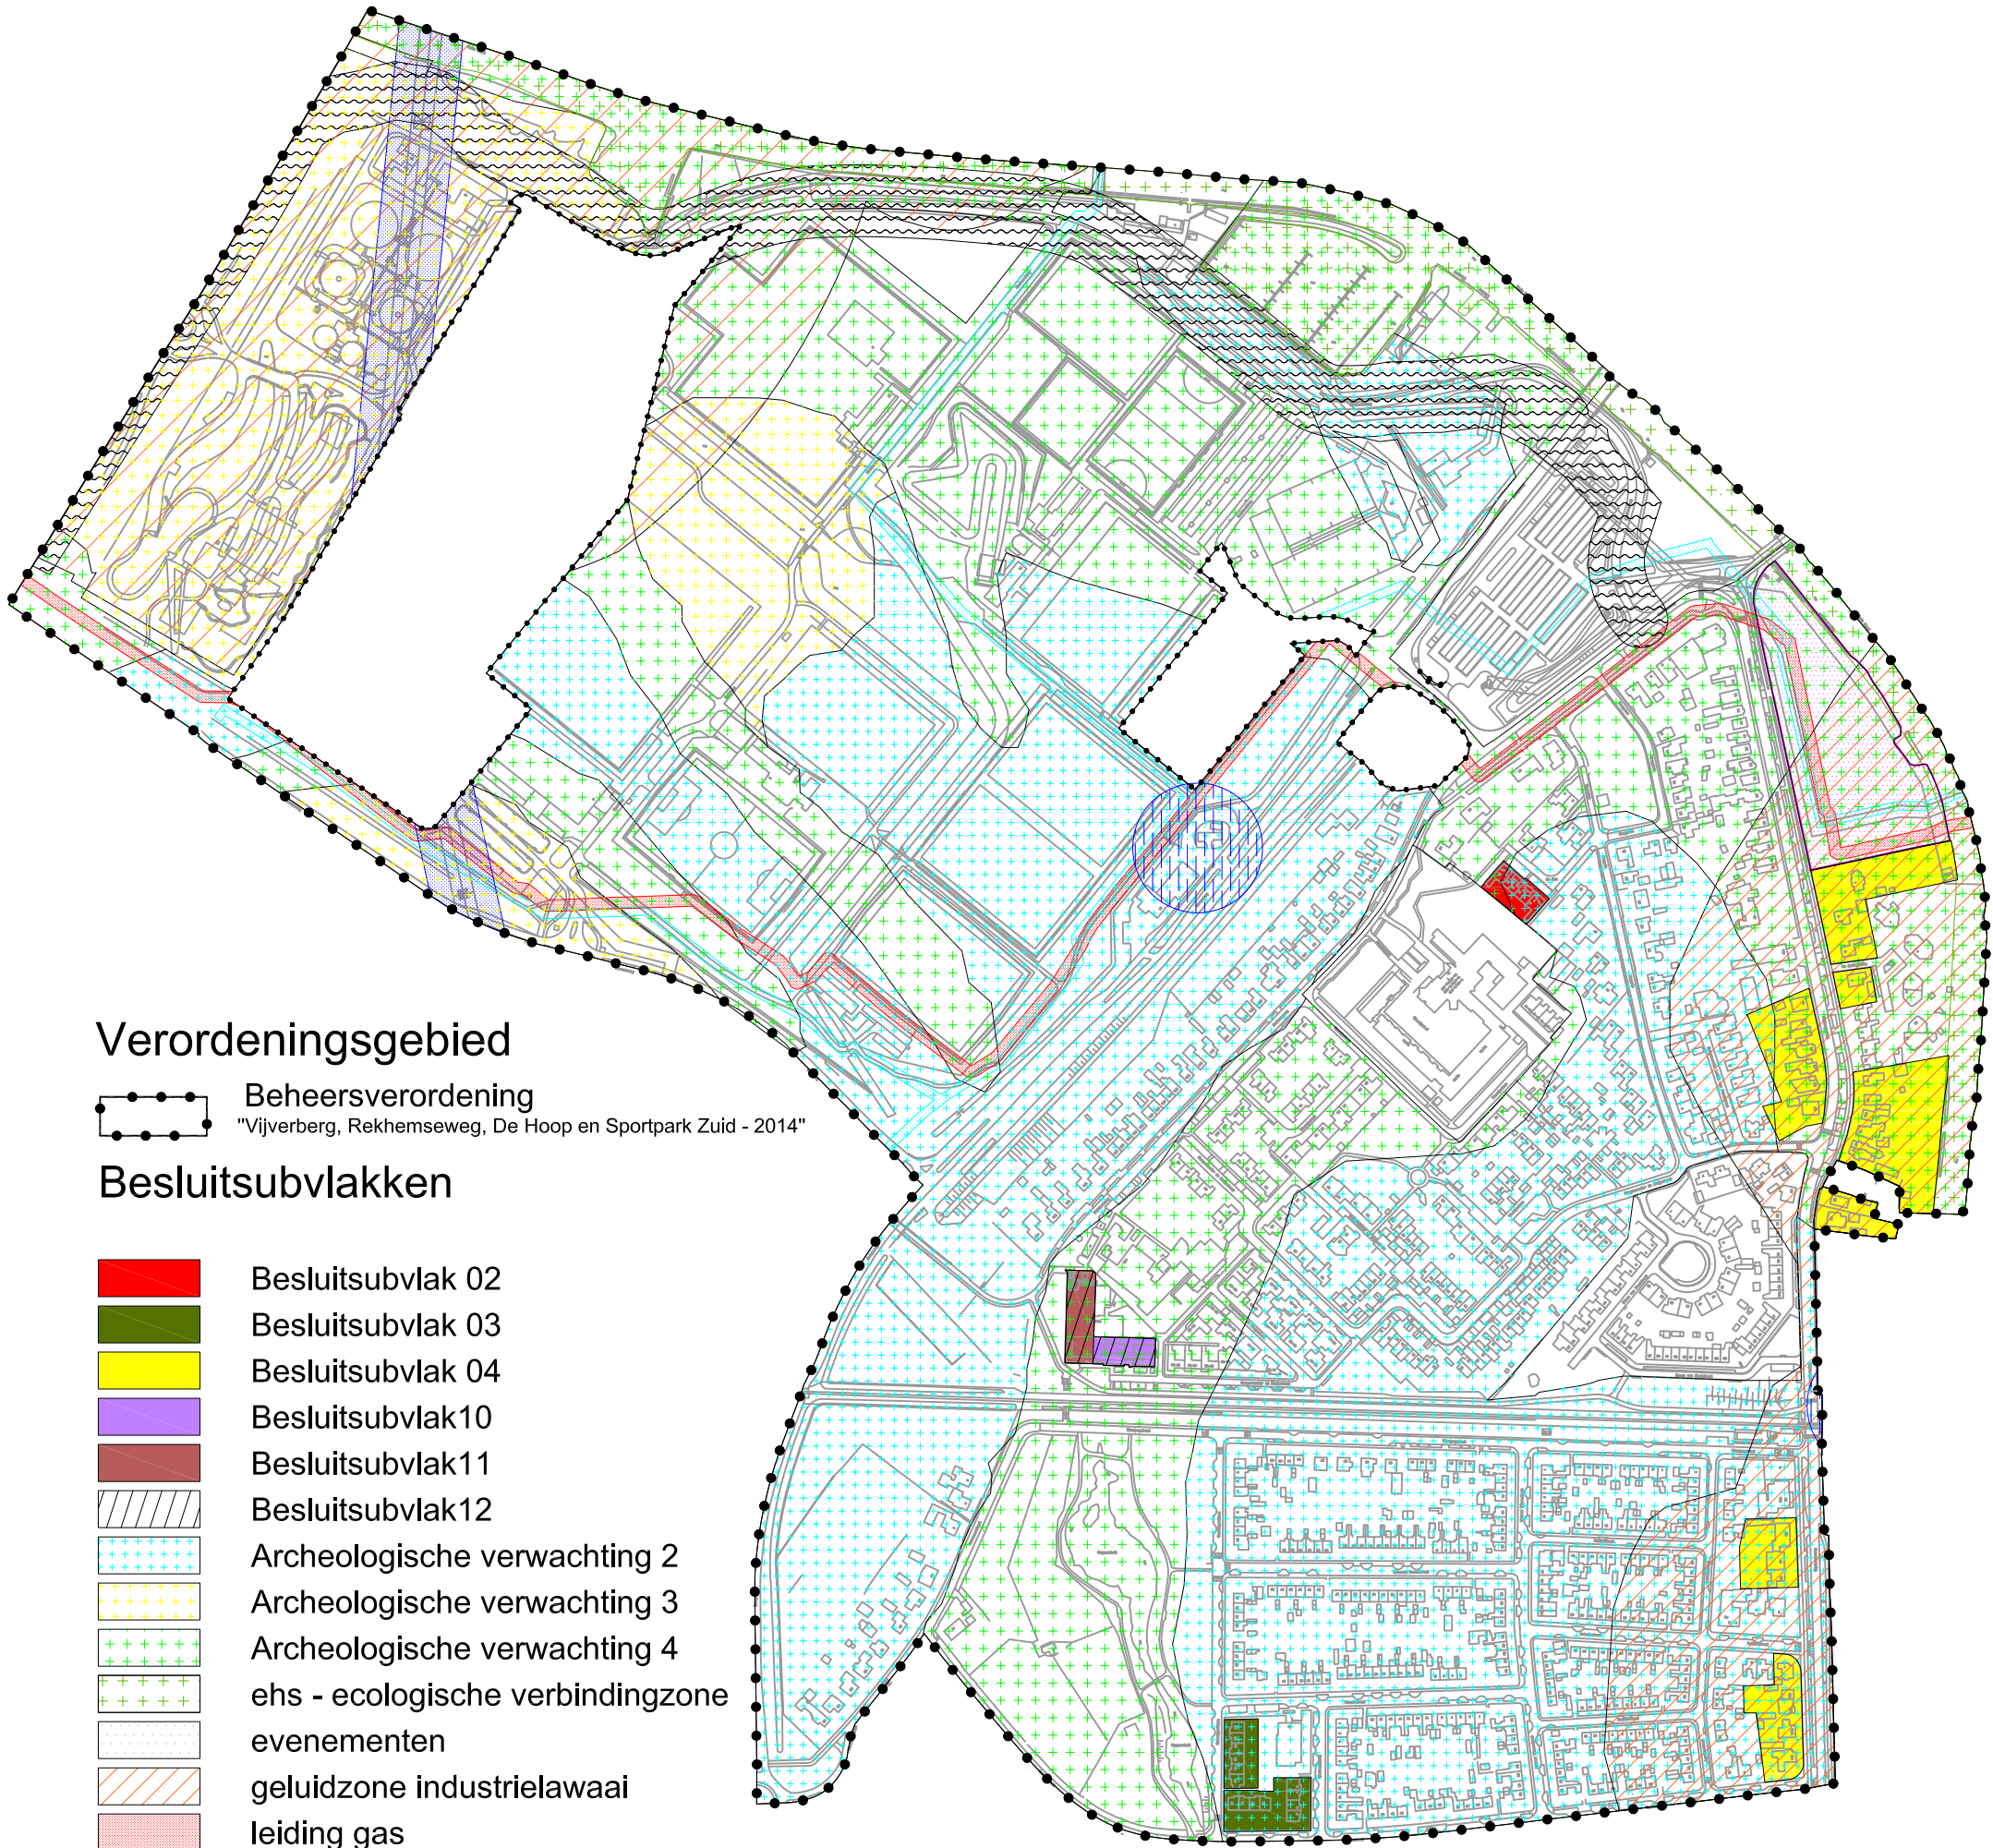 Verordeningsgebied
Beheersverordening
"Vijverberg, Rekhemseweg, De Hoop en Sportpark Zuid - 2014"
Besluitsubvlakken
Besluitsubvlak 02
Besluitsubvlak 03
Besluitsubvlak 04
Besluitsubvlak10
Besluitsubvlak11
Besluitsubvlak12
Archeologische verwachting 2
Archeologische verwachting 3
Archeologische verwachting 4
ehs - ecologische verbindingzone
evenementen
geluidzone industrielawaai
leiding gas